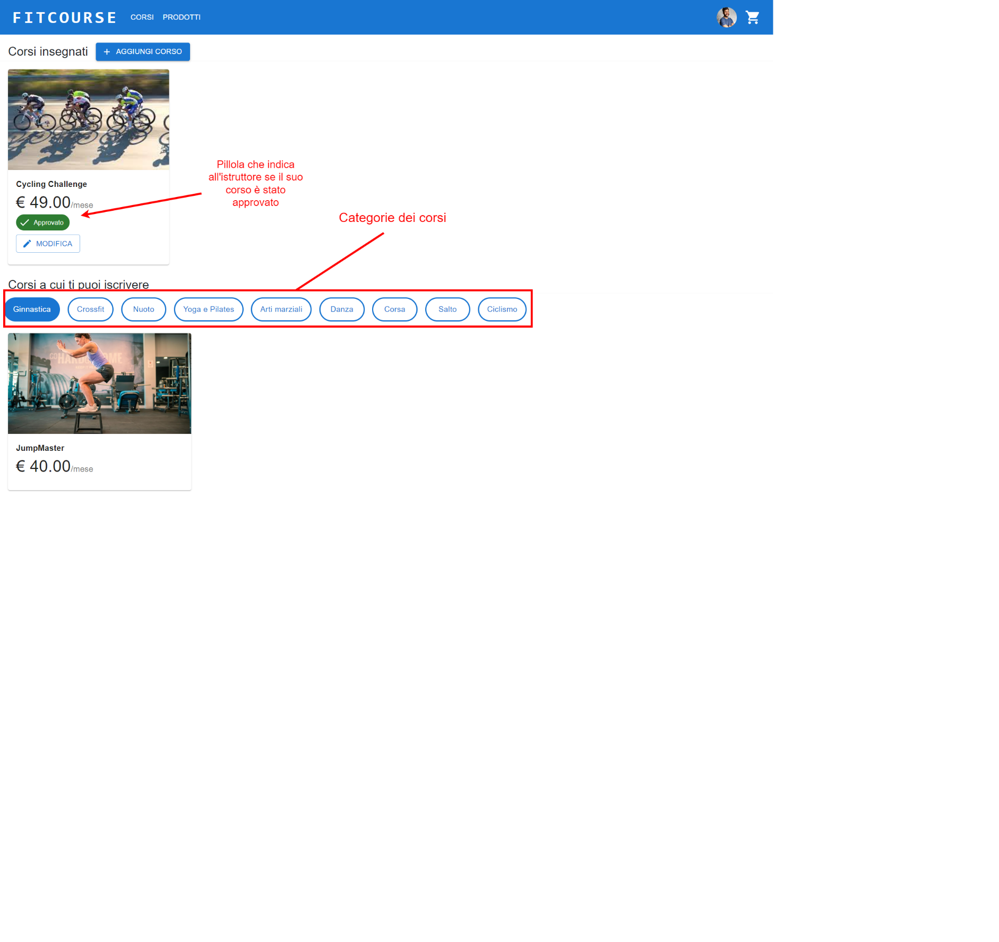 FITCOURSE
CORSI
PRODOTTI
Corsi insegnati
AGGIUNGI CORSO
Pillola che indica
all'istruttore se il suo
corso è stato
approvato
Cycling Challenge
€ 49.00/mese
Approvato
MODIFICA
Categorie dei corsi
Corsi a cui ti puoi iscrivere
Ginnastica
Crossfit
Nuoto
Yoga e Pilates
Arti marziali
Danza
Corsa
Salto
Ciclismo
JumpMaster
€ 40.00/mese